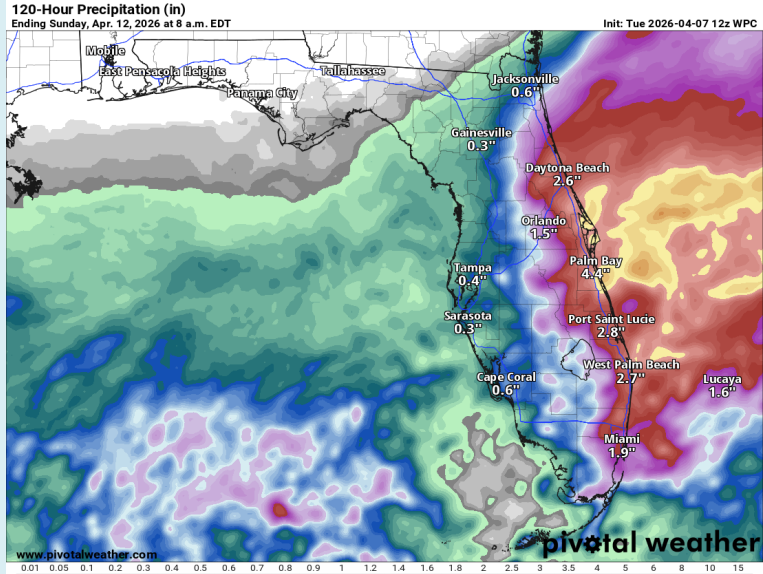 120-Hour Precipitation (in)
Ending Sunday, Apr. 12, 2026 at 8 a.m. EDT
Init: Tue 2026-04-07 12z WPC
Mobile
East Pensacola Heights
Tallahassee
Panama City
Jacksonville
0.6"
Gainesville
0.3"
Daytona Beach
2.6"
Orlando
1.5"
Palm Bay
4.4"
Tampa
0.4"
Sarasota
0.3"
Port Saint Lucie
2.8"
West Palm Beach
2.7"
Cape Coral
0.6"
Lucaya
1.6"
Miami
1.9"
www.pivotalweather.com
pivotal weather
0.01 0.05 0.1 0.2 0.3 0.4 0.5 0.6 0.7 0.8 0.9 1 1.2 1.4 1.6 1.8 2 2.5 3 3.5 4 5 6 7 8 9 10 15